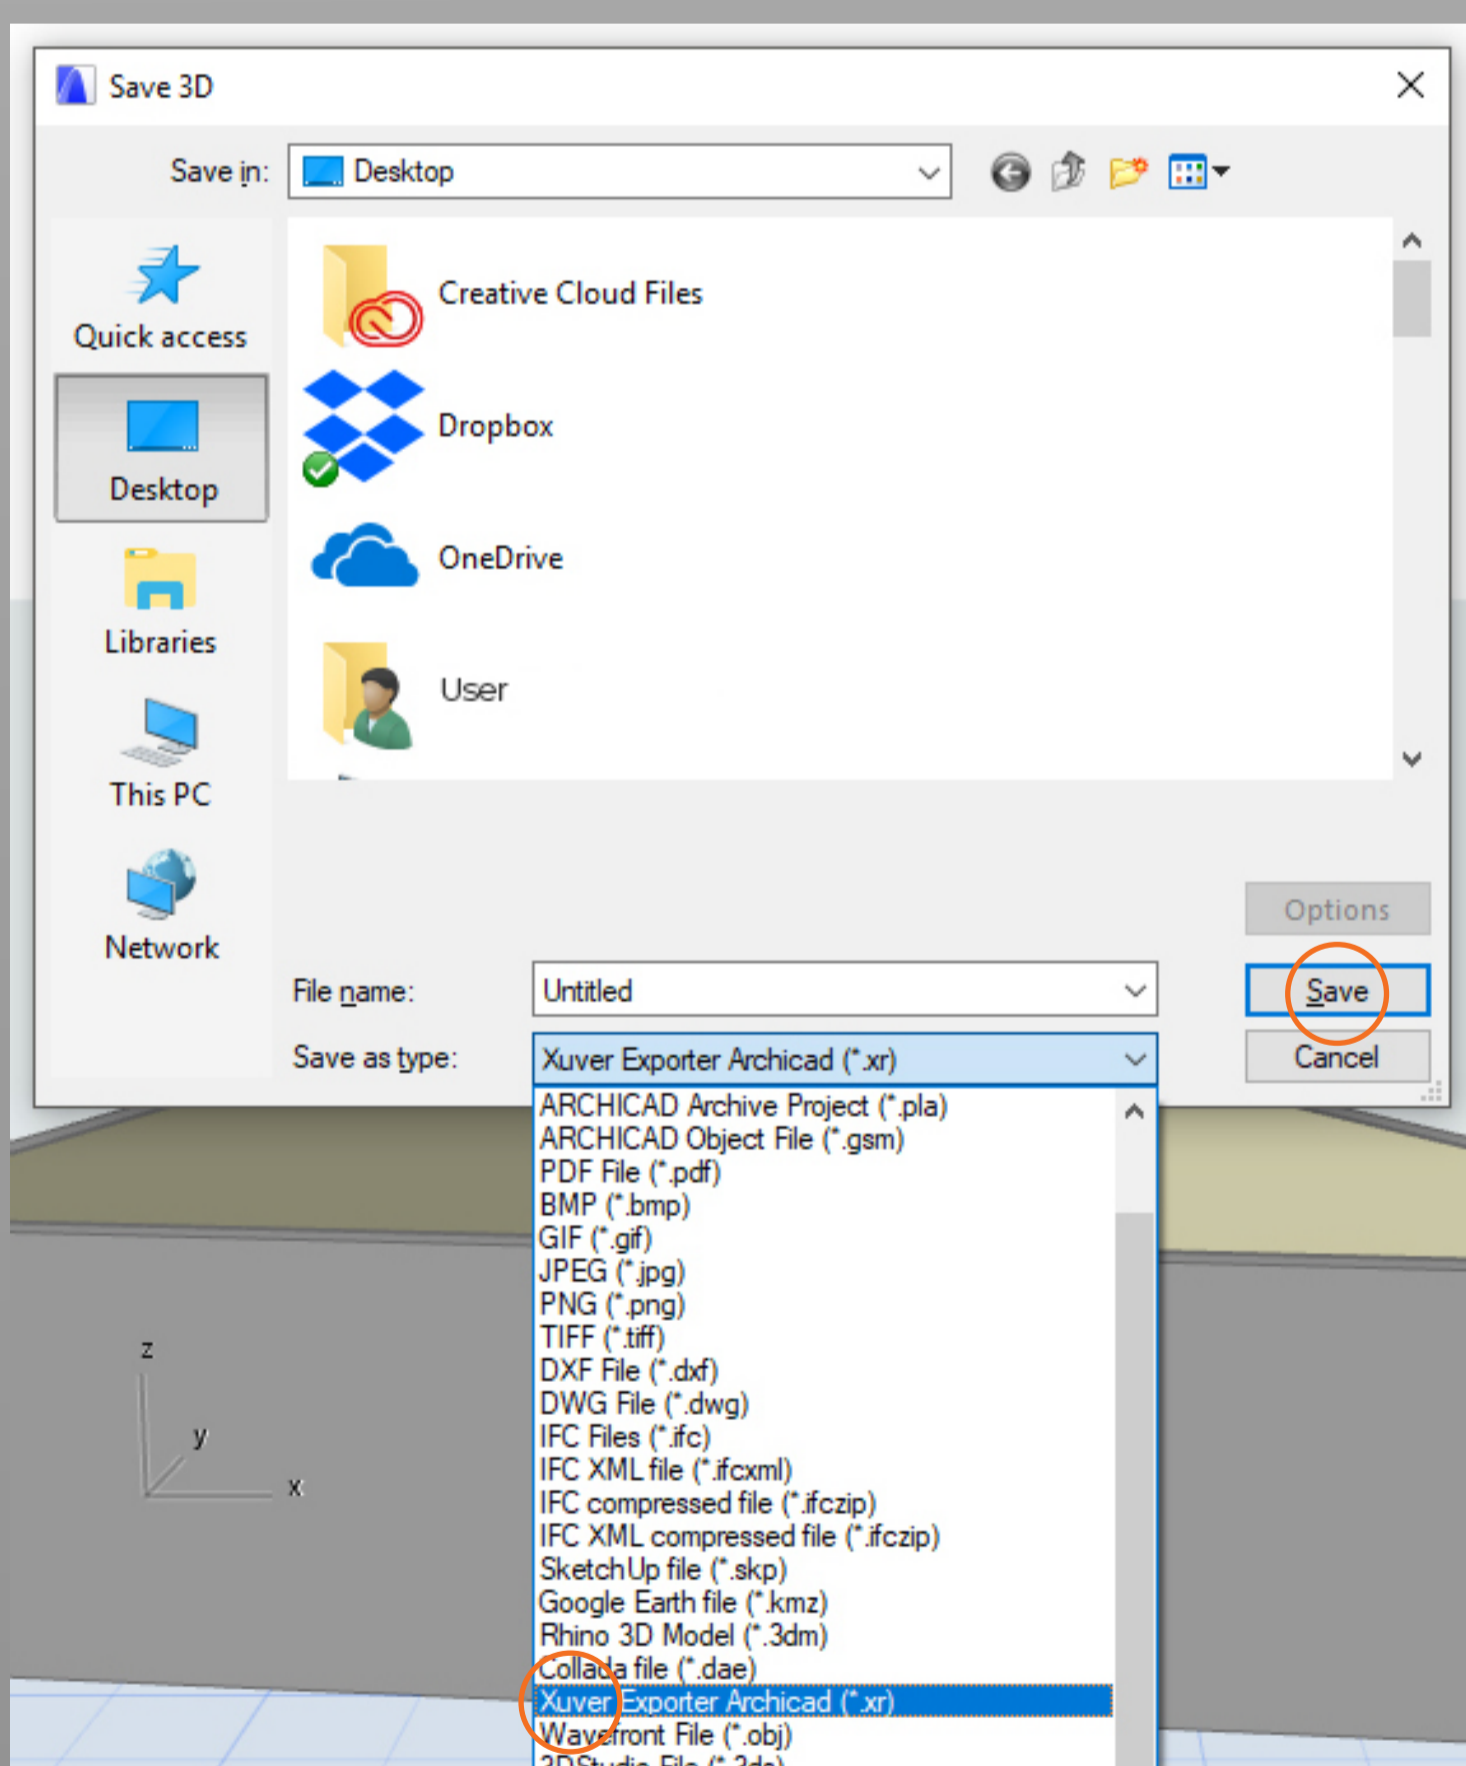 Save 3D
Save in: Desktop
Quick access
Desktop
Libraries
This PC
Network
Creative Cloud Files
Dropbox
OneDrive
User
Options
File name: Untitled
Save
Save as type: Xuver Exporter Archicad (*.xr)
Cancel
ARCHICAD Archive Project (*.pla)
ARCHICAD Object File (*.gsm)
PDF File (*.pdf)
BMP (*.bmp)
GIF (*.gif)
JPEG (*.jpg)
PNG (*.png)
TIFF (*.tiff)
DXF File (*.dxf)
DWG File (*.dwg)
IFC Files (*.ifc)
IFC XML file (*.ifcxml)
IFC compressed file (*.ifczip)
IFC XML compressed file (*.ifczip)
SketchUp file (*.skp)
Google Earth file (*.kmz)
Rhino 3D Model (*.3dm)
Collada file (*.dae)
Xuver Exporter Archicad (*.xr)
Wavefront File (*.obj)
3DStudio File (*.3ds)
z
y
x